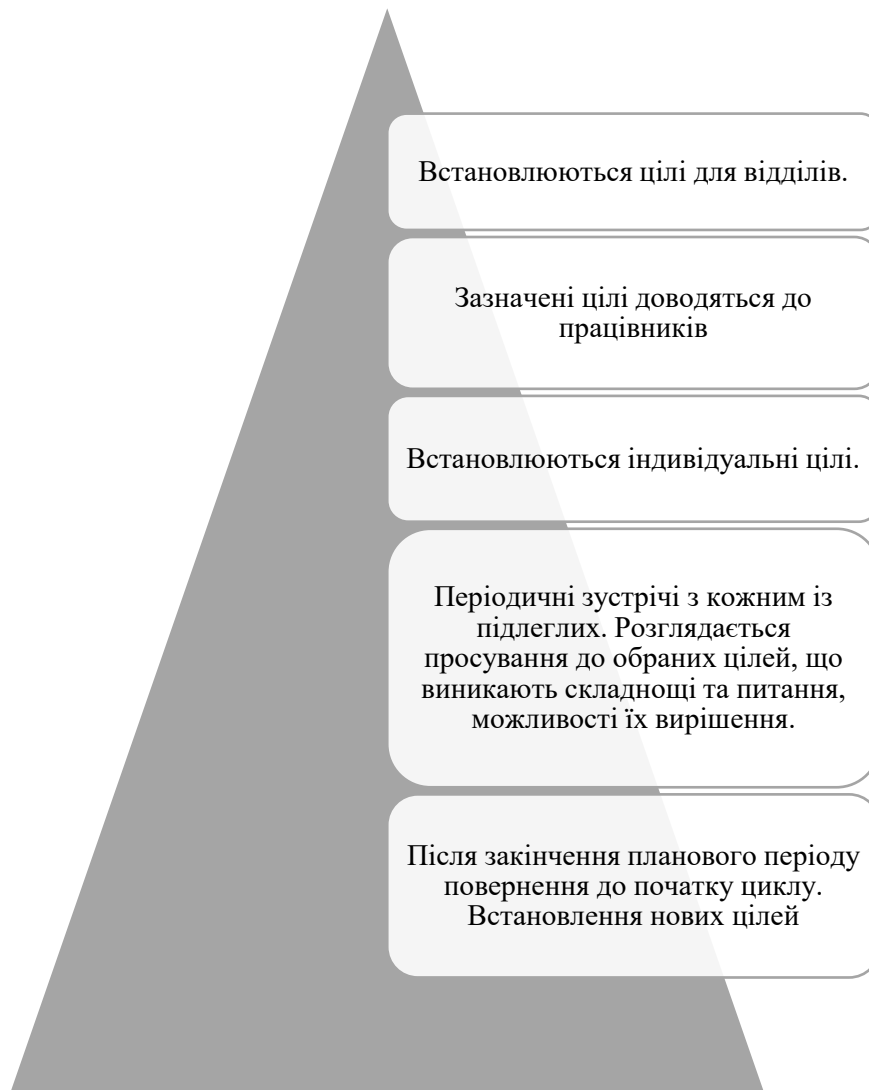 Встановлюються цілі для відділів.
Зазначені цілі доводяться до
працівників
Встановлюються індивідуальні цілі.
Періодичні зустрічі з кожним із
підлеглих. Розглядається
просування до обраних цілей, що
виникають складнощі та питання,
можливості їх вирішення.
Після закінчення планового періоду
повернення до початку циклу.
Встановлення нових цілей